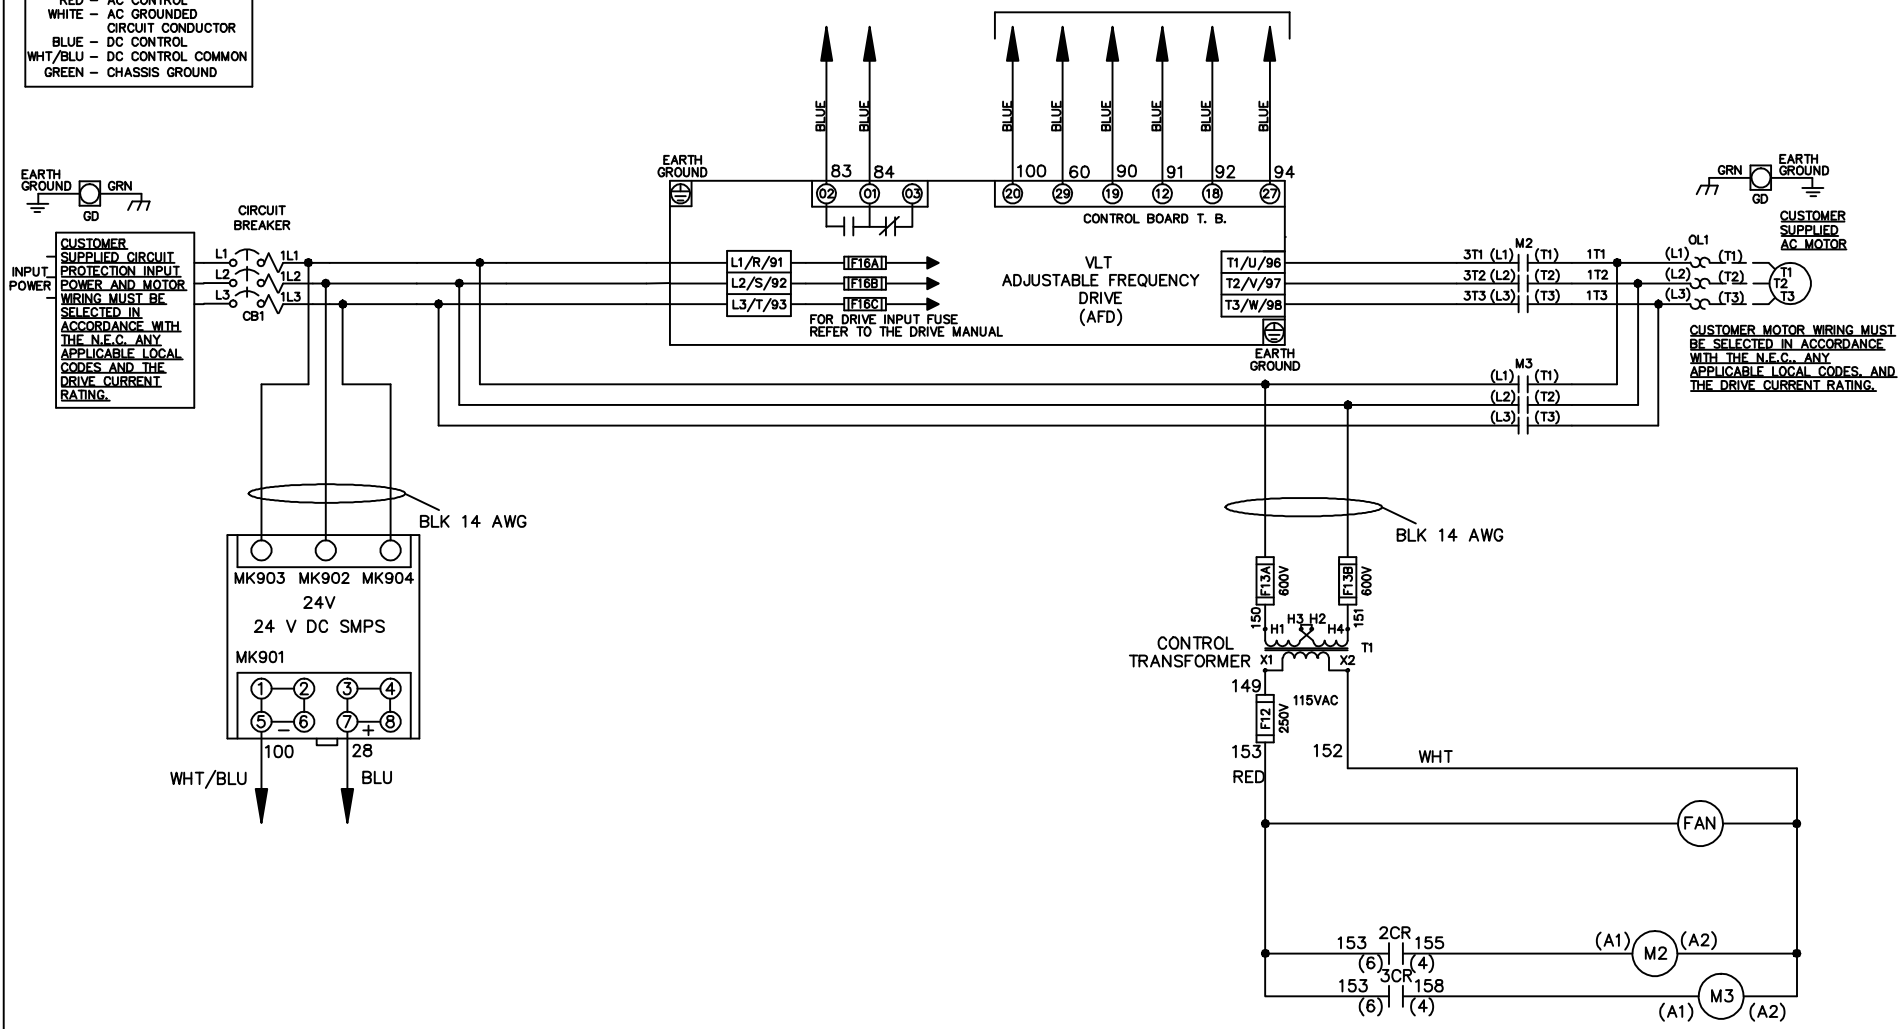 RED – AC CONTROL
WHITE – AC GROUNDED
CIRCUIT CONDUCTOR
BLUE – DC CONTROL
WHT/BLU – DC CONTROL COMMON
GREEN – CHASSIS GROUND
BLUE
BLUE
BLUE
BLUE
BLUE
BLUE
BLUE
BLUE
EARTH
GROUND
GRN
GD
CIRCUIT
BREAKER
EARTH
GROUND
83
84
02
01
03
100
60
90
91
92
94
20
29
19
12
18
27
CONTROL BOARD T. B.
GRN
EARTH
GROUND
GD
CUSTOMER
SUPPLIED
AC MOTOR
INPUT
POWER
CUSTOMER
SUPPLIED CIRCUIT
PROTECTION INPUT
POWER AND MOTOR
WIRING MUST BE
SELECTED IN
ACCORDANCE WITH
THE N.E.C. ANY
APPLICABLE LOCAL
CODES AND THE
DRIVE CURRENT
RATING.
L1
1L1
L2
1L2
L3
1L3
CB1
L1/R/91
L2/S/92
L3/T/93
F16A
F16B
F16C
FOR DRIVE INPUT FUSE
REFER TO THE DRIVE MANUAL
VLT
ADJUSTABLE FREQUENCY
DRIVE
(AFD)
T1/U/96
T2/V/97
T3/W/98
EARTH
GROUND
M2
3T1 (L1) (T1) 1T1
3T2 (L2) (T2) 1T2
3T3 (L3) (T3) 1T3
OL1
(L1) (T1)
(L2) (T2)
(L3) (T3)
T1
T2
T3
CUSTOMER MOTOR WIRING MUST
BE SELECTED IN ACCORDANCE
WITH THE N.E.C., ANY
APPLICABLE LOCAL CODES, AND
THE DRIVE CURRENT RATING.
M3
(L1) (T1)
(L2) (T2)
(L3) (T3)
BLK 14 AWG
MK903 MK902 MK904
24V
24 V DC SMPS
MK901
1 2 3 4
5 6 7 8
– +
100
28
WHT/BLU
BLU
BLK 14 AWG
F13A
600V
F13B
600V
150
151
H1 H3 H2 H4
T1
CONTROL
TRANSFORMER
X1
X2
149
115VAC
F12
250V
153
152
RED
WHT
FAN
2CR
153 155
(6) (4)
(A1) M2 (A2)
3CR
153 158
(6) (4)
(A1) M3 (A2)